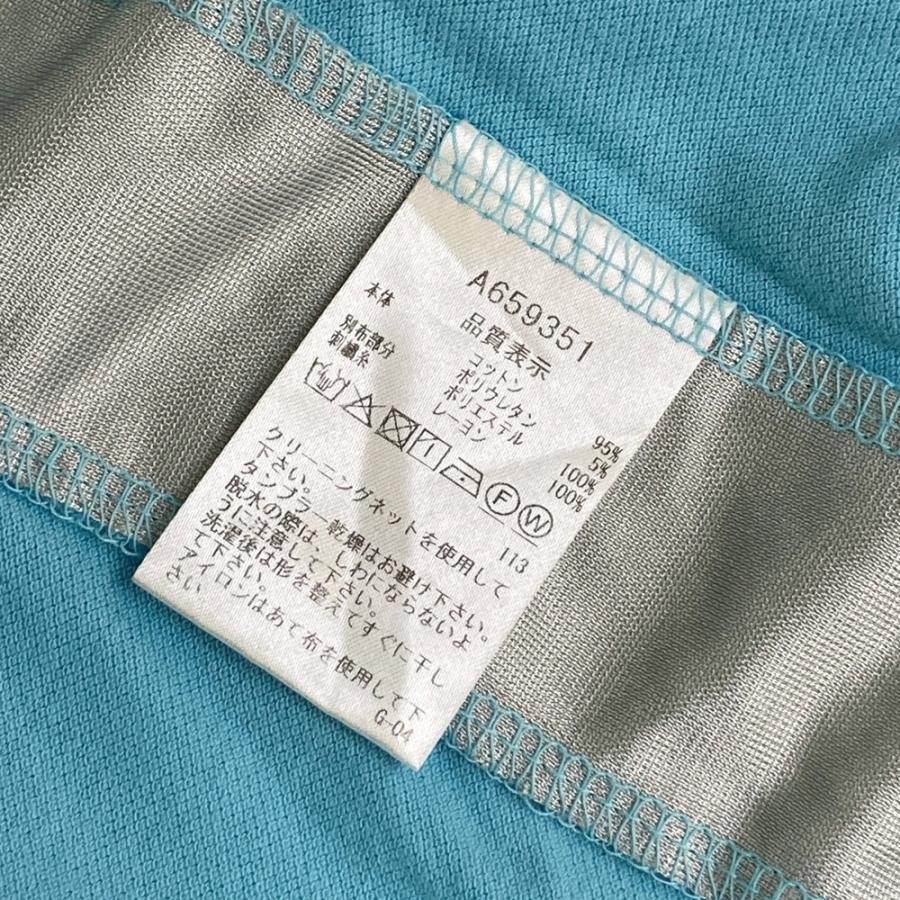 A659351
品質表示
本体 コットン 95%
ポリウレタン 5%
別布部分 ポリエステル 100%
刺繍糸 レーヨン 100%
F W
113
クリーニングネットを使用して
下さい。
タンブラー乾燥はお避け下さい。
脱水の際は、しわにならないよ
うに注意して下さい。
洗濯後は形を整えてすぐに干し
て下さい。
アイロンはあて布を使用して下
さい
G-04